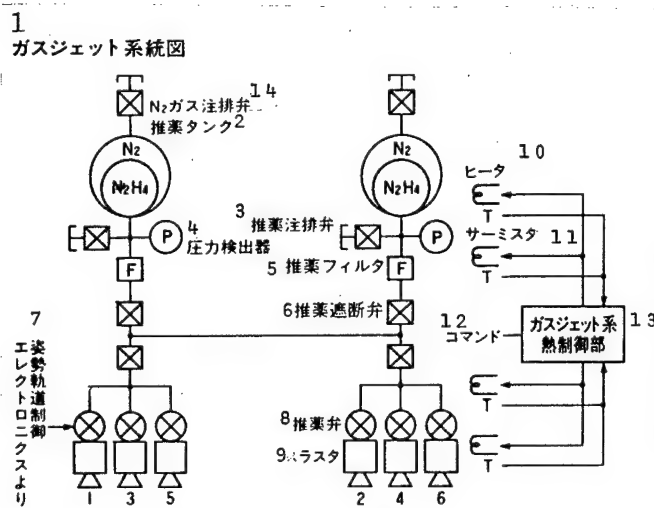 1
ガスジェット系統図
N₂ガス注排弁 14
推薬タンク 2
N₂
N₂H₄
N₂
N₂H₄
10
ヒータ
T
3
推薬注排弁
4
圧力検出器
P
P
サーミスタ 11
T
5 推薬フィルタ
F
F
6推薬遮断弁
12
コマンド
ガスジェット系
熱制御部
13
7
姿勢軌道制御
エレクトロニクスより
8推薬弁
9スラスタ
T
T
1 3 5
2 4 6